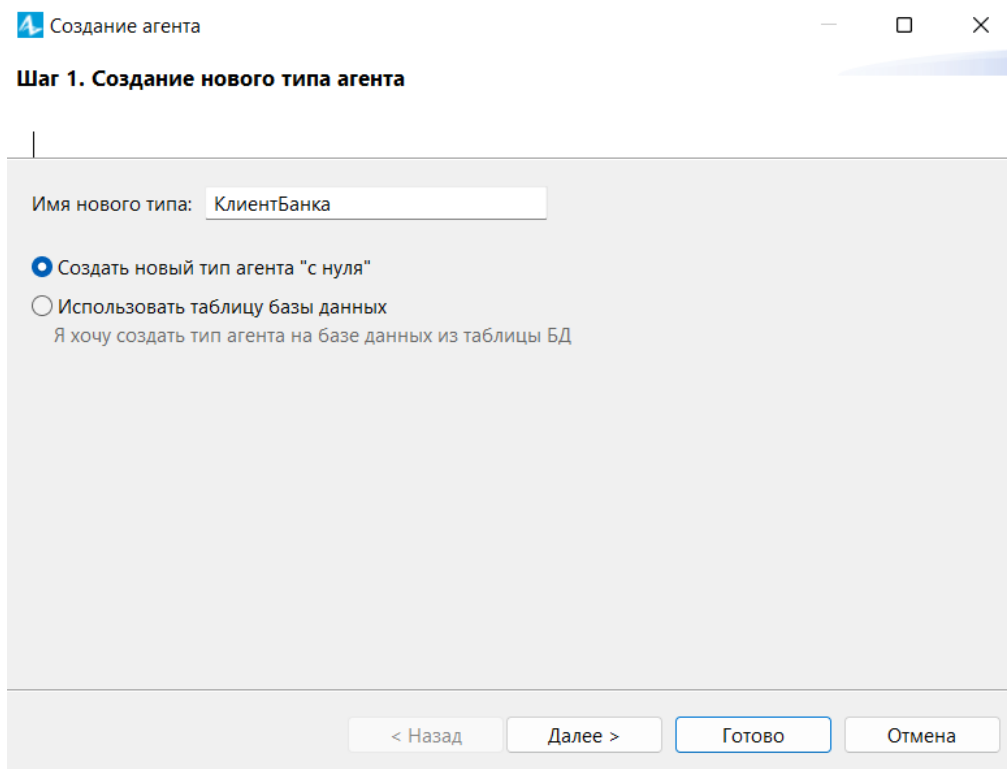 Создание агента
Шаг 1. Создание нового типа агента
Имя нового типа: КлиентБанка
Создать новый тип агента "с нуля"
Использовать таблицу базы данных
Я хочу создать тип агента на базе данных из таблицы БД
< Назад Далее > Готово Отмена